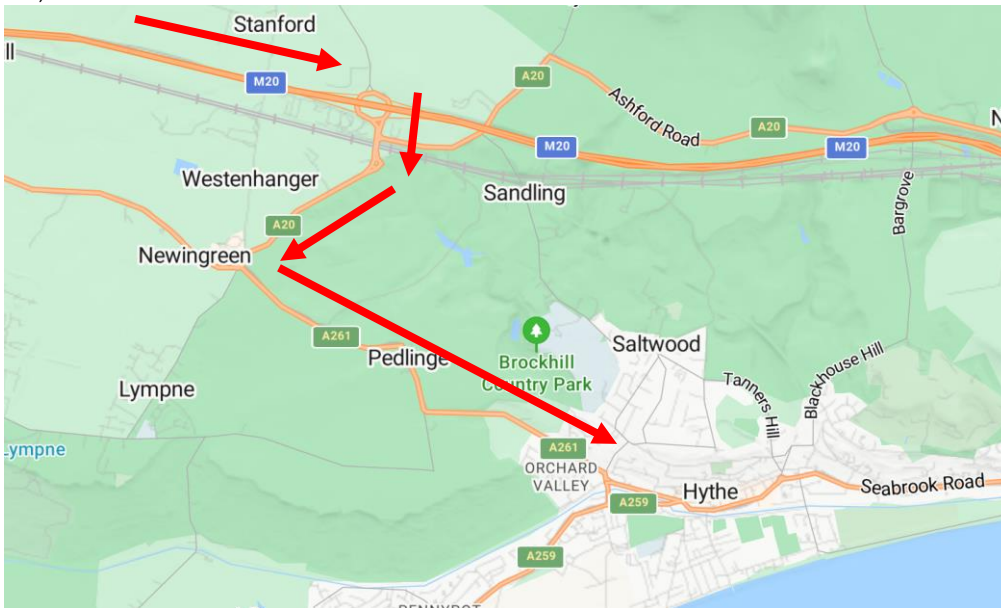 Stanford
ll
M20
A20
Ashford Road
A20
N
M20
M20
Westenhanger
Sandling
Bargrove
A20
Newingreen
A261
Pedlinge
Brockhill
Country Park
Saltwood
Lympne
Tanners Hill
Blackhouse Hill
Lympne
A261
ORCHARD
VALLEY
Hythe
Seabrook Road
A259
A259